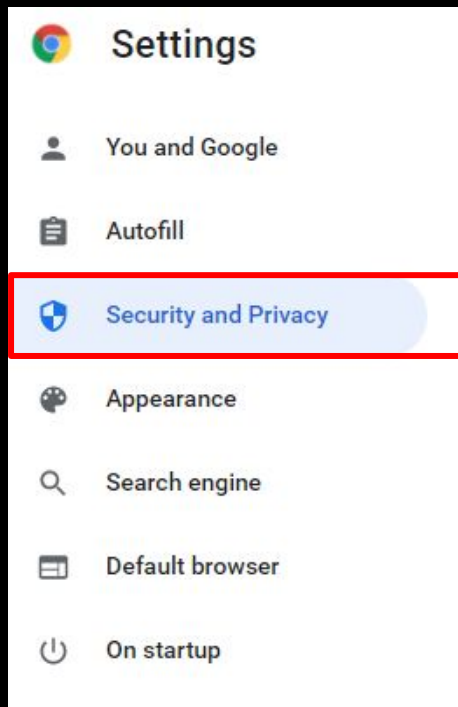 Settings
You and Google
Autofill
Security and Privacy
Appearance
Search engine
Default browser
On startup